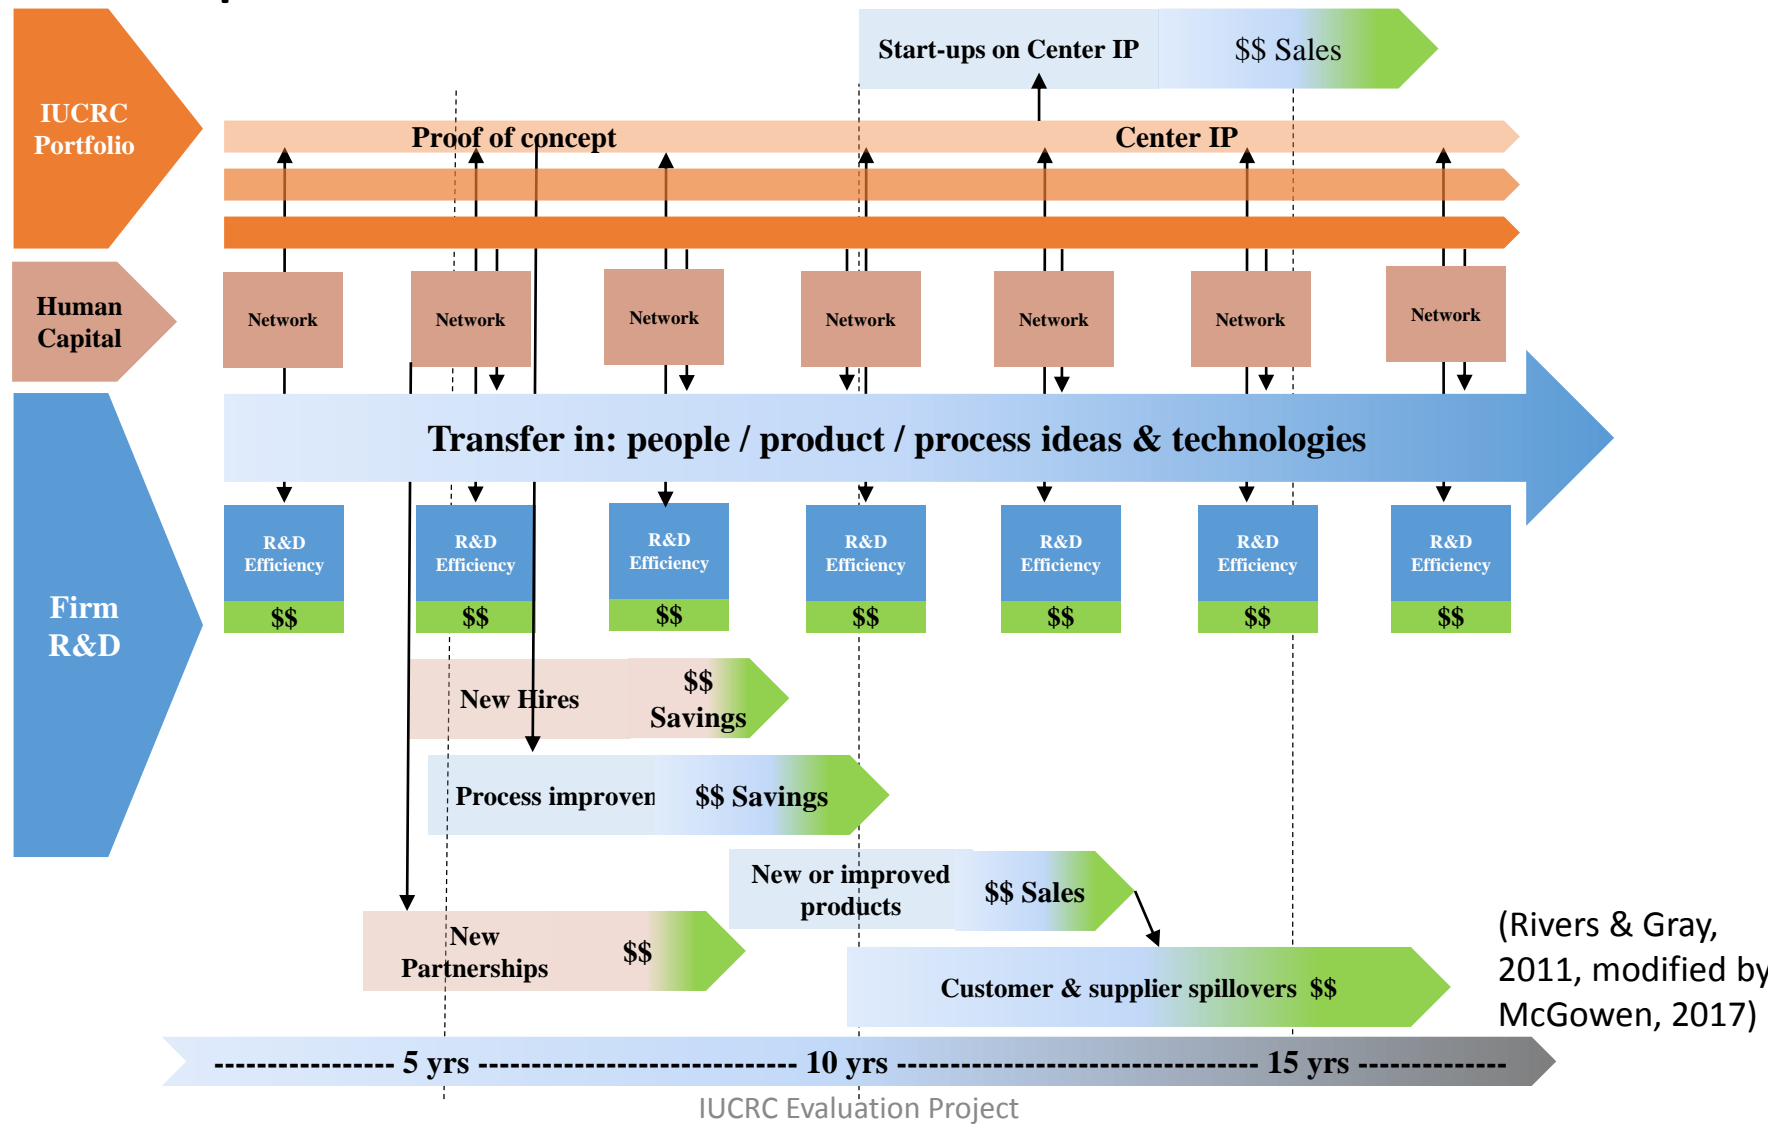 Start-ups on Center IP
$$ Sales
IUCRC
Portfolio
Proof of concept
Center IP
Human
Capital
Network
Network
Network
Network
Network
Network
Network
Transfer in: people / product / process ideas & technologies
Firm
R&D
R&D
Efficiency
$$
R&D
Efficiency
$$
R&D
Efficiency
$$
R&D
Efficiency
$$
R&D
Efficiency
$$
R&D
Efficiency
$$
R&D
Efficiency
$$
New Hires
$$
Savings
Process improven
$$ Savings
New or improved
products
$$ Sales
New
Partnerships
$$
Customer & supplier spillovers $$
(Rivers & Gray,
2011, modified by
McGowen, 2017)
----------------- 5 yrs ------------------------------- 10 yrs ----------------------------------- 15 yrs --------------
IUCRC Evaluation Project